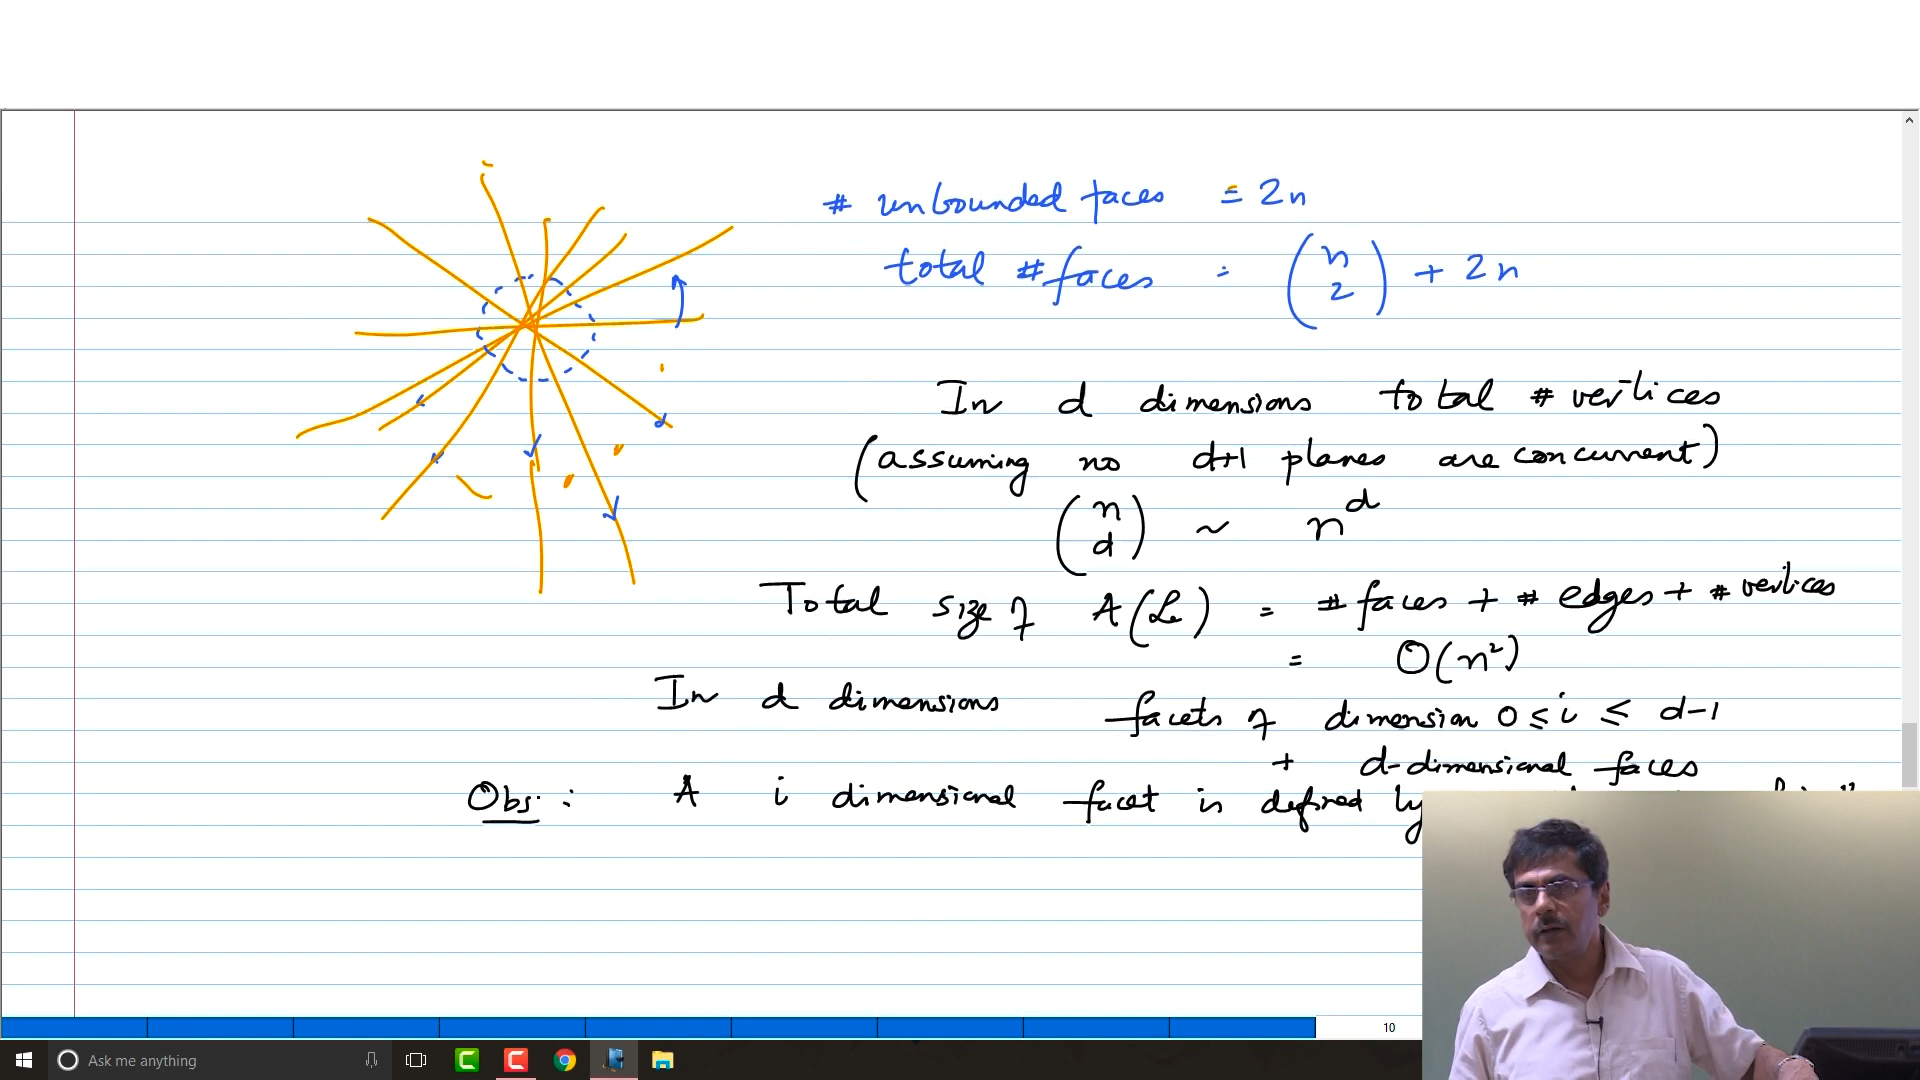 # unbounded faces = 2n
total # faces = (n 2) + 2n
In d dimensions total # vertices
(assuming no d+1 planes are concurrent)
(n d) ~ n^d
Total size of A(L) = # faces + # edges + # vertices
= O(n²)
In d dimensions facets of dimension 0 ≤ i ≤ d-1
+ d-dimensional faces
Obs: A i dimensional facet is defined by
10
Ask me anything